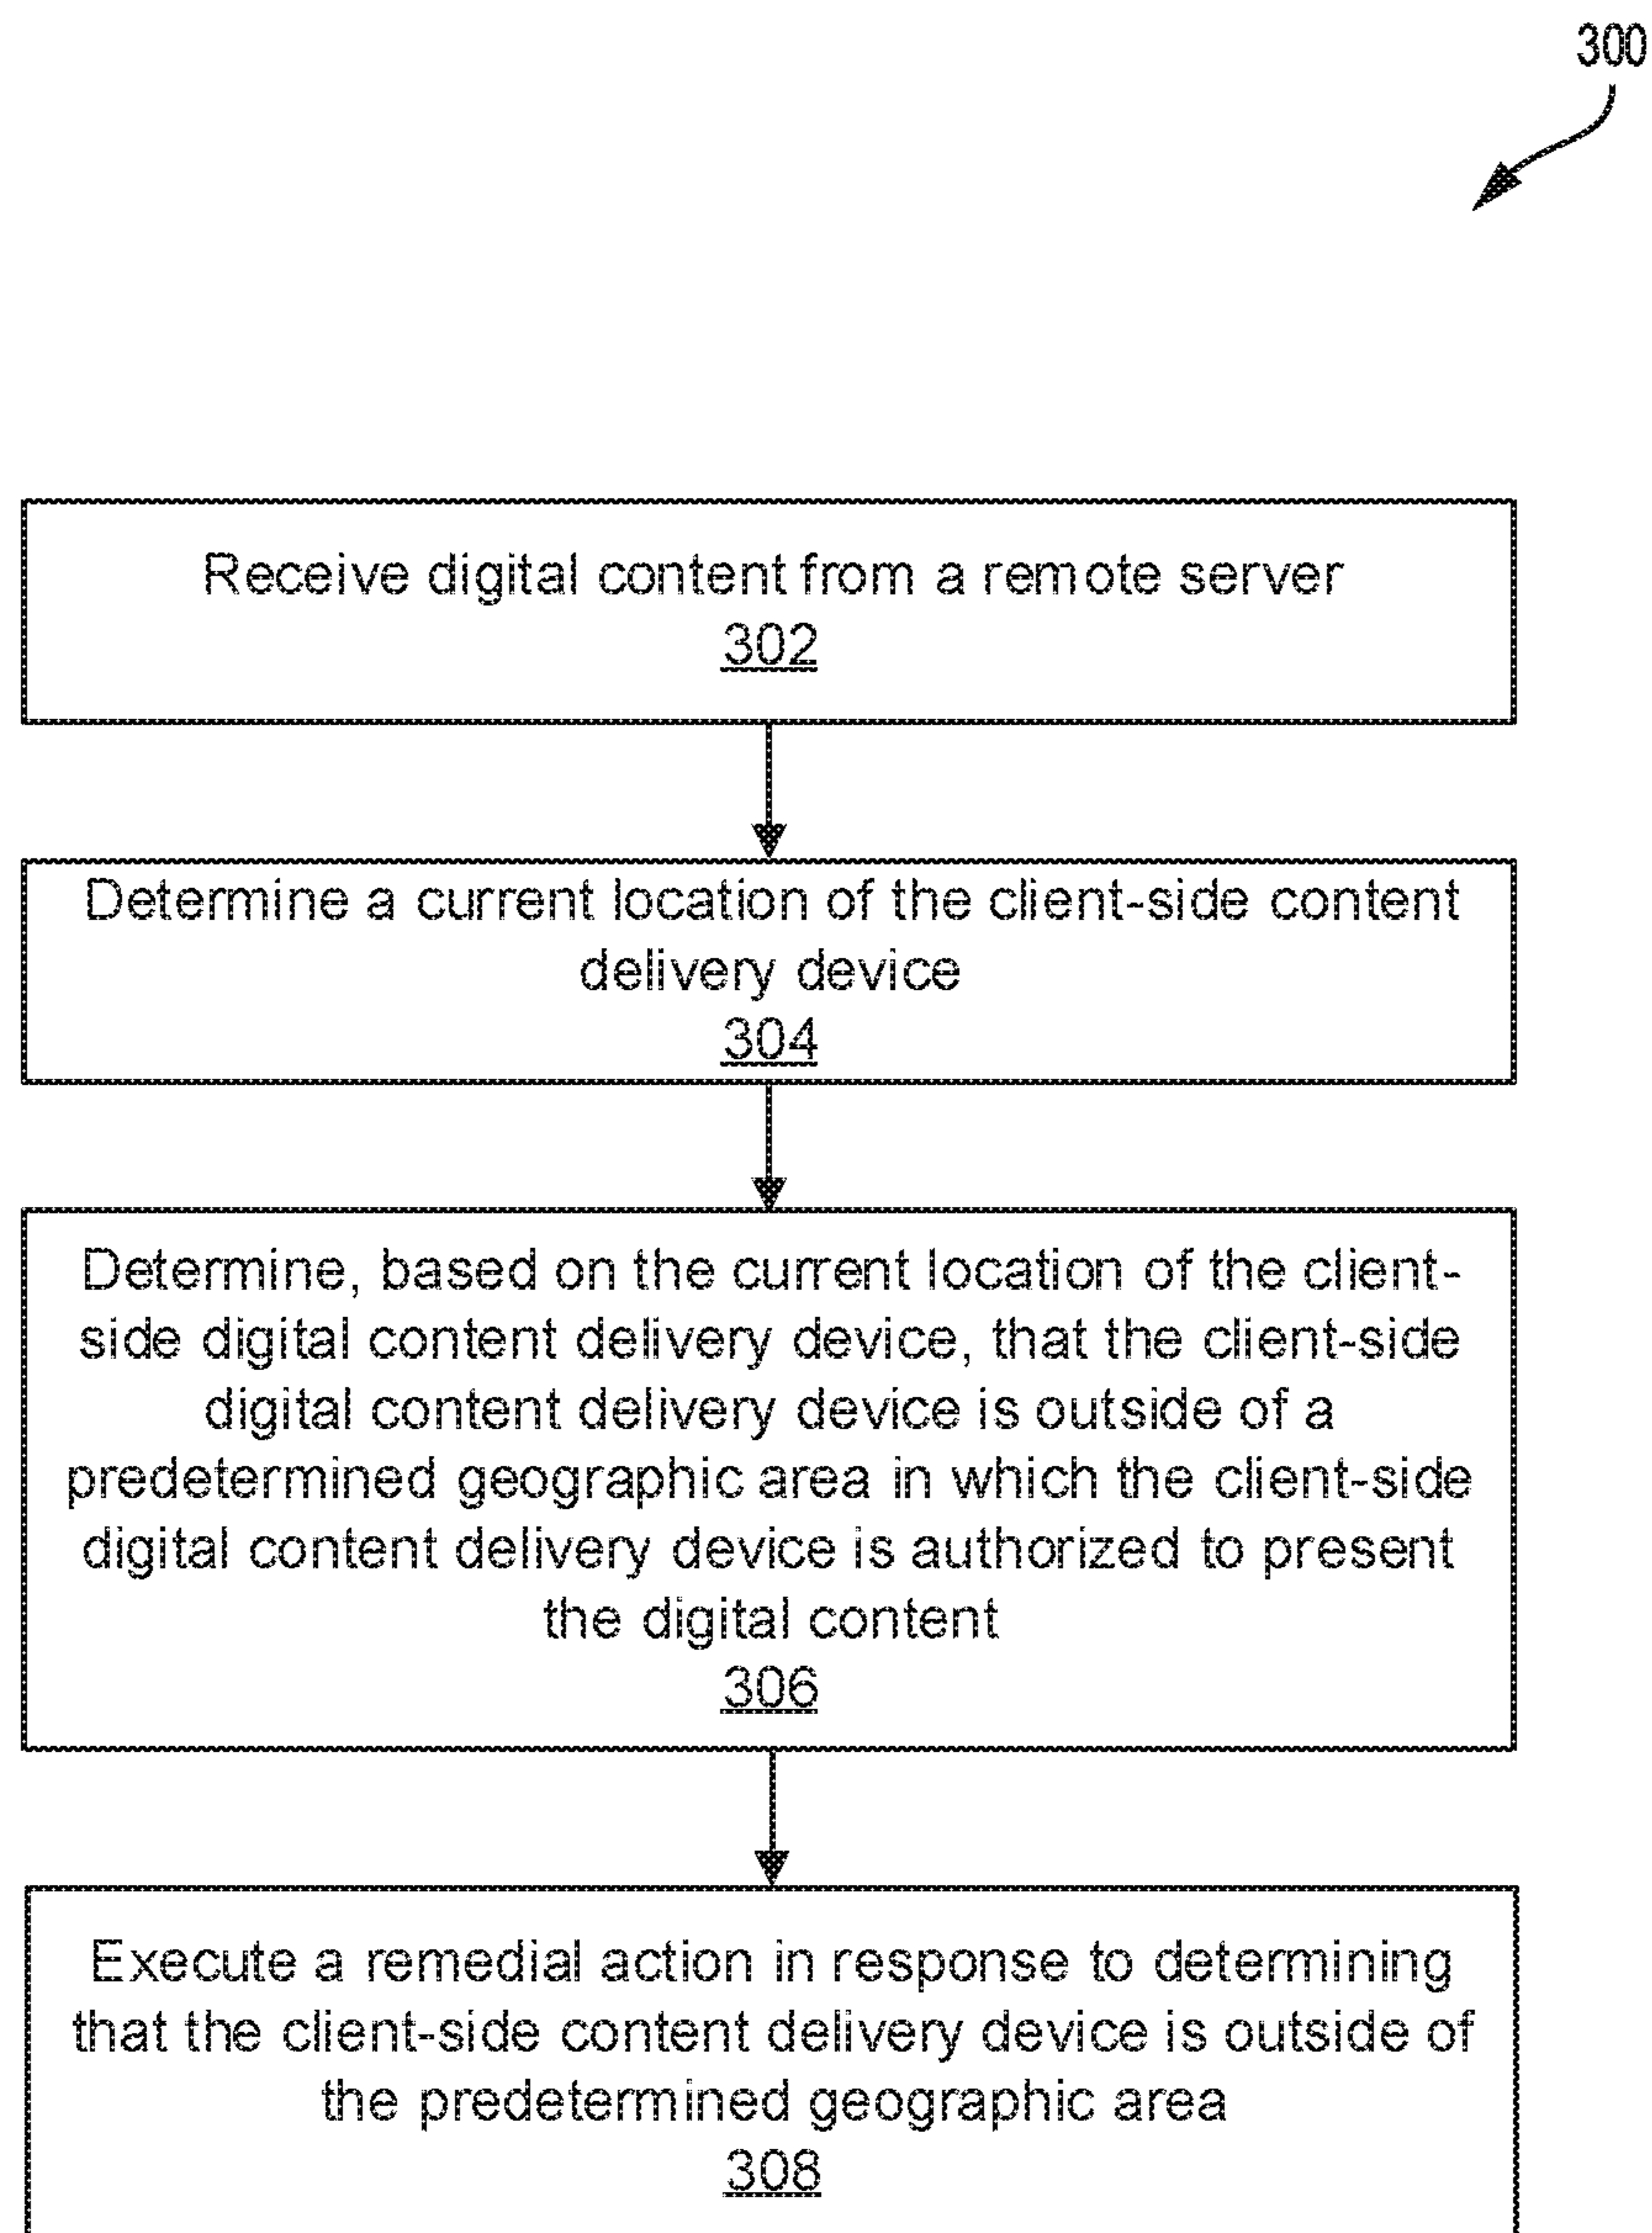 300
Receive digital content from a remote server
302
Determine a current location of the client-side content
delivery device
304
Determine, based on the current location of the client-
side digital content delivery device, that the client-side
digital content delivery device is outside of a
predetermined geographic area in which the client-side
digital content delivery device is authorized to present
the digital content
306
Execute a remedial action in response to determining
that the client-side content delivery device is outside of
the predetermined geographic area
308